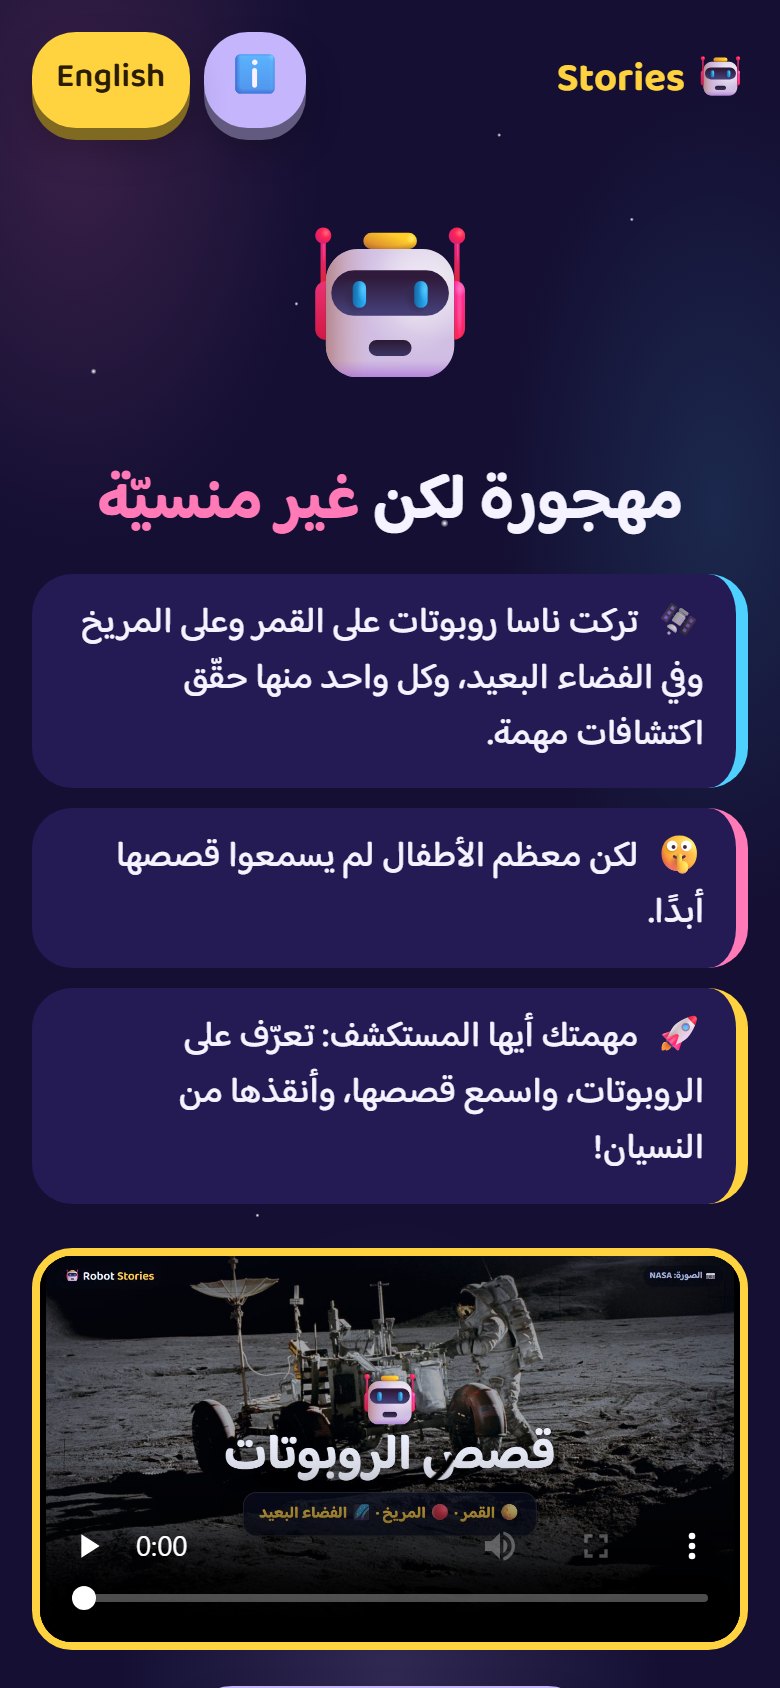 Stories
English
مهجورة لكن غير منسيّة
تركت ناسا روبوتات على القمر وعلى المريخ
وفي الفضاء البعيد، وكل واحد منها حقّق
اكتشافات مهمة.
لكن معظم الأطفال لم يسمعوا قصصها
أبدًا.
مهمتك أيها المستكشف: تعرّف على
الروبوتات، واسمع قصصها، وأنقذها من
النسيان!
Robot Stories
الصورة: NASA
قصص الروبوتات
القمر · المريخ · الفضاء البعيد
0:00